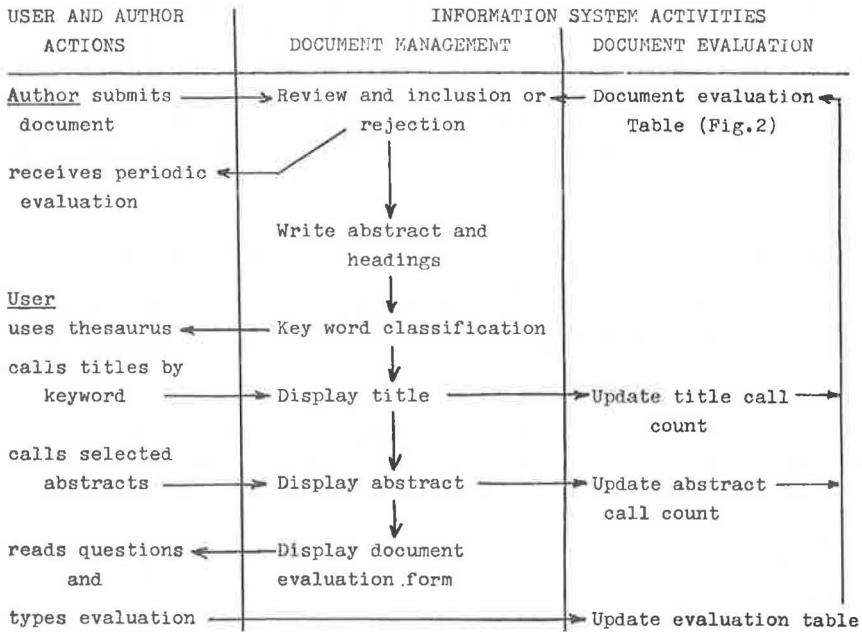 USER AND AUTHOR INFORMATION SYSTEM ACTIVITIES
ACTIONS DOCUMENT MANAGEMENT DOCUMENT EVALUATION
Author submits Review and inclusion or Document evaluation
document rejection Table (Fig.2)
receives periodic
evaluation
Write abstract and
headings
User
uses thesaurus Key word classification
calls titles by
keyword Display title Update title call
count
calls selected
abstracts Display abstract Update abstract
call count
reads questions Display document
and evaluation.form
types evaluation Update evaluation table